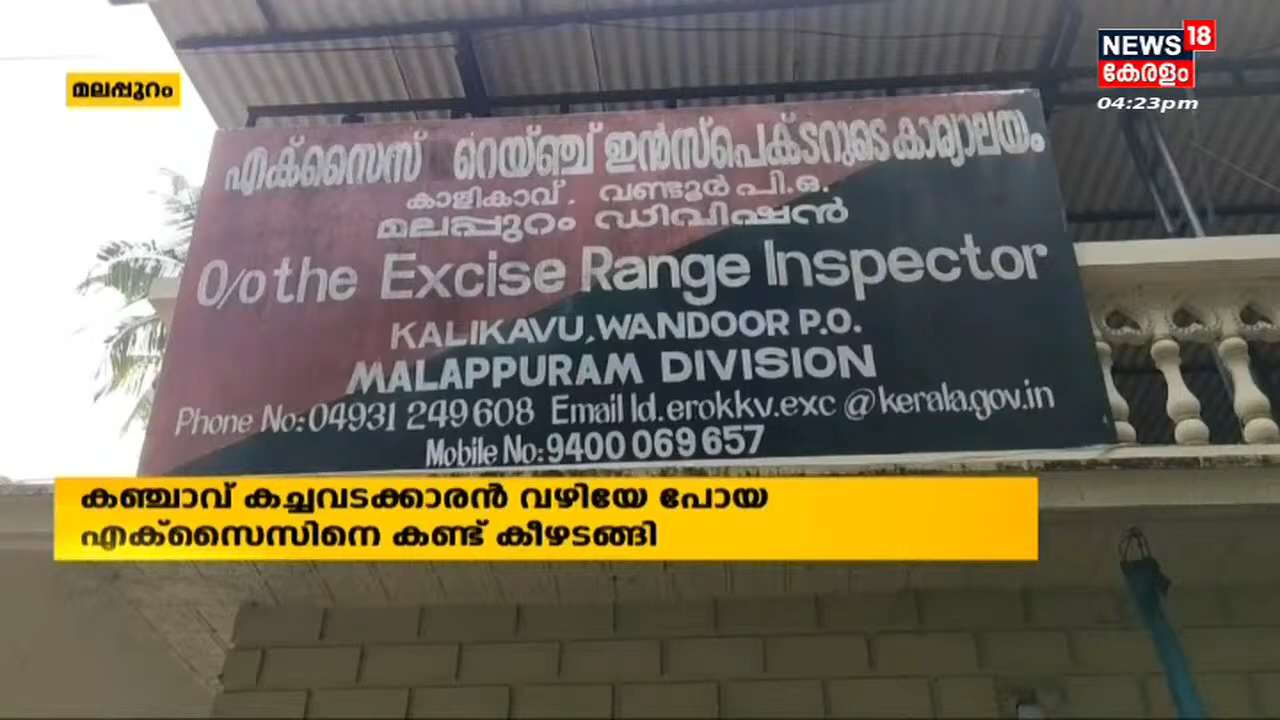 മലപ്പുറം
NEWS 18
കേരളം
04:23pm
എക്സൈസ് റെയ്ഞ്ച് ഇൻസ്പെക്ടറുടെ കാര്യാലയം
കാളികാവ്. വണ്ടൂർ പി.ഒ.
മലപ്പുറം ഡിവിഷൻ
O/o the Excise Range Inspector
KALIKAVU, WANDOOR P.O.
MALAPPURAM DIVISION
Phone No: 04931 249 608 Email Id. erokkv.exc @kerala.gov.in
Mobile No: 9400 069 657
കഞ്ചാവ് കച്ചവടക്കാരൻ വഴിയേ പോയ
എക്സൈസിനെ കണ്ട് കീഴടങ്ങി